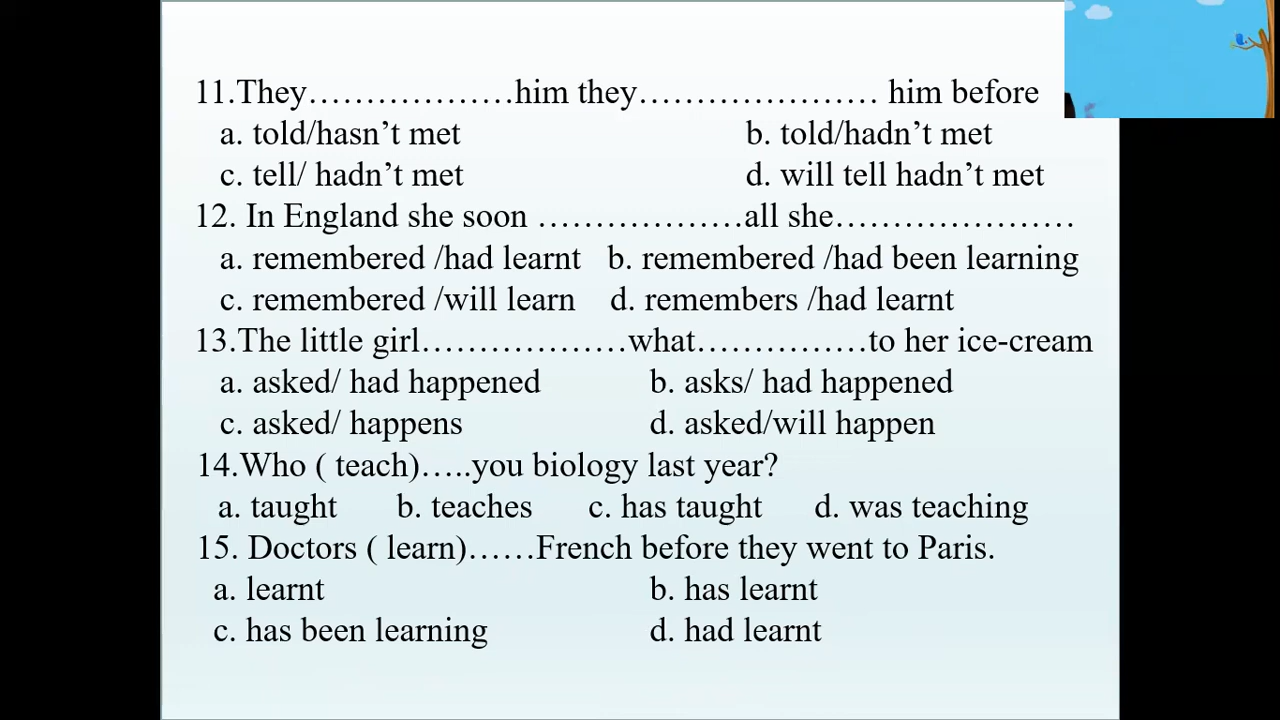 11.They………………him they………………… him before
a. told/hasn’t met b. told/hadn’t met
c. tell/ hadn’t met d. will tell hadn’t met
12. In England she soon ………………all she…………………
a. remembered /had learnt b. remembered /had been learning
c. remembered /will learn d. remembers /had learnt
13.The little girl………………what……………to her ice-cream
a. asked/ had happened b. asks/ had happened
c. asked/ happens d. asked/will happen
14.Who ( teach)…..you biology last year?
a. taught b. teaches c. has taught d. was teaching
15. Doctors ( learn)……French before they went to Paris.
a. learnt b. has learnt
c. has been learning d. had learnt